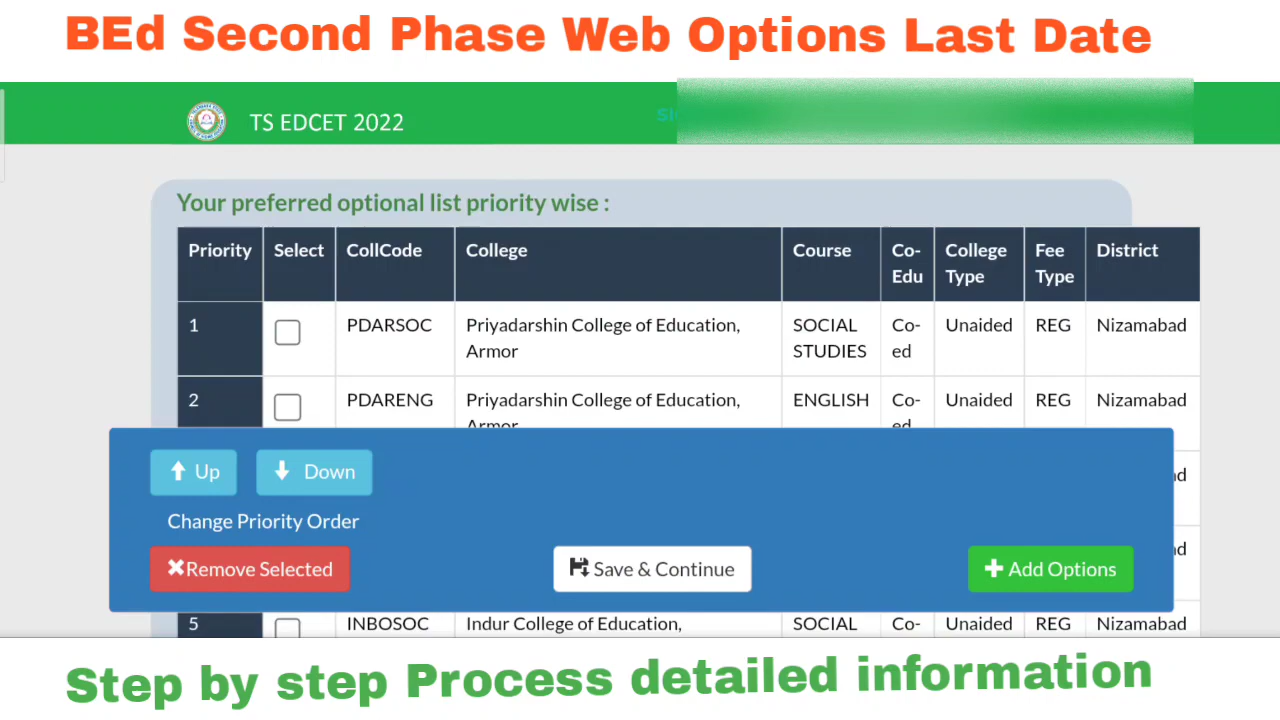 BEd Second Phase Web Options Last Date
TS EDCET 2022
Your preferred optional list priority wise :
Priority Select CollCode College Course Co- College Fee District
Edu Type Type
1 PDARSOC Priyadarshin College of Education, SOCIAL Co- Unaided REG Nizamabad
Armor STUDIES ed
2 PDARENG Priyadarshin College of Education, ENGLISH Co- Unaided REG Nizamabad
Armor ed
Up Down
Change Priority Order
Remove Selected Save & Continue Add Options
5 INBOSOC Indur College of Education, SOCIAL Co- Unaided REG Nizamabad
Step by step Process detailed information